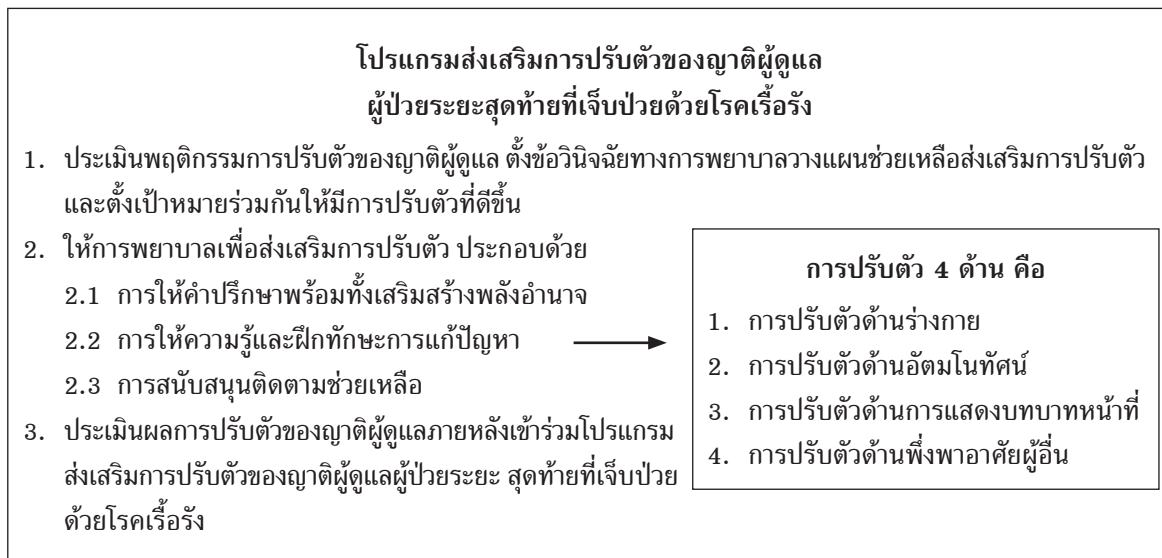 โปรแกรมส่งเสริมการปรับตัวของญาติผู้ดูแล
ผู้ป่วยระยะสุดท้ายที่เจ็บป่วยด้วยโรคเรื้อรัง
1. ประเมินพฤติกรรมการปรับตัวของญาติผู้ดูแล ตั้งข้อวินิจฉัยทางการพยาบาลวางแผนช่วยเหลือส่งเสริมการปรับตัว
และตั้งเป้าหมายร่วมกันให้มีการปรับตัวที่ดีขึ้น
2. ให้การพยาบาลเพื่อส่งเสริมการปรับตัว ประกอบด้วย
2.1 การให้คำปรึกษาพร้อมทั้งเสริมสร้างพลังอำนาจ
2.2 การให้ความรู้และฝึกทักษะการแก้ปัญหา
2.3 การสนับสนุนติดตามช่วยเหลือ
3. ประเมินผลการปรับตัวของญาติผู้ดูแลภายหลังเข้าร่วมโปรแกรม
ส่งเสริมการปรับตัวของญาติผู้ดูแลผู้ป่วยระยะ สุดท้ายที่เจ็บป่วย
ด้วยโรคเรื้อรัง
การปรับตัว 4 ด้าน คือ
1. การปรับตัวด้านร่างกาย
2. การปรับตัวด้านอัตมโนทัศน์
3. การปรับตัวด้านการแสดงบทบาทหน้าที่
4. การปรับตัวด้านพึ่งพาอาศัยผู้อื่น